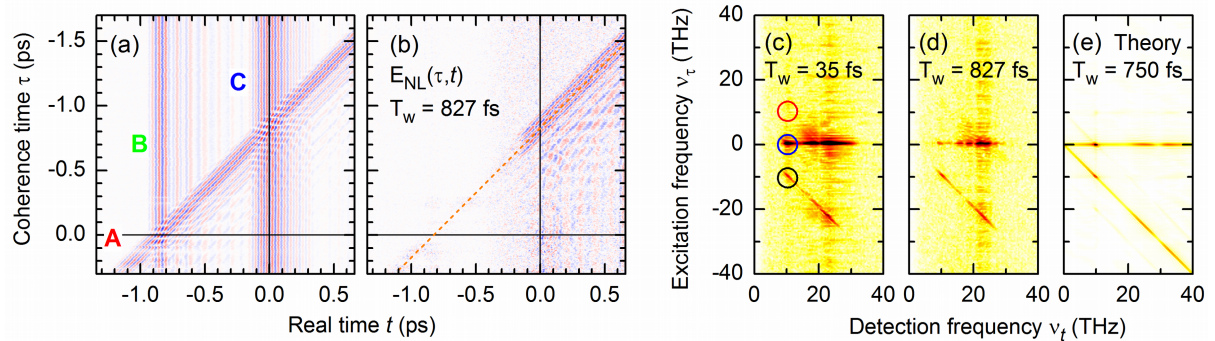 Coherence time τ (ps)
-1.5
-1.0
-0.5
0.0
(a)
A
B
C
-1.0
-0.5
0.0
0.5
(b)
E_NL(τ,t)
T_w = 827 fs
-1.0
-0.5
0.0
0.5
Real time t (ps)
Excitation frequency ν_τ (THz)
40
20
0
-20
-40
(c)
T_w = 35 fs
0
20
40
(d)
T_w = 827 fs
0
20
40
(e) Theory
T_w = 750 fs
0
20
40
Detection frequency ν_t (THz)